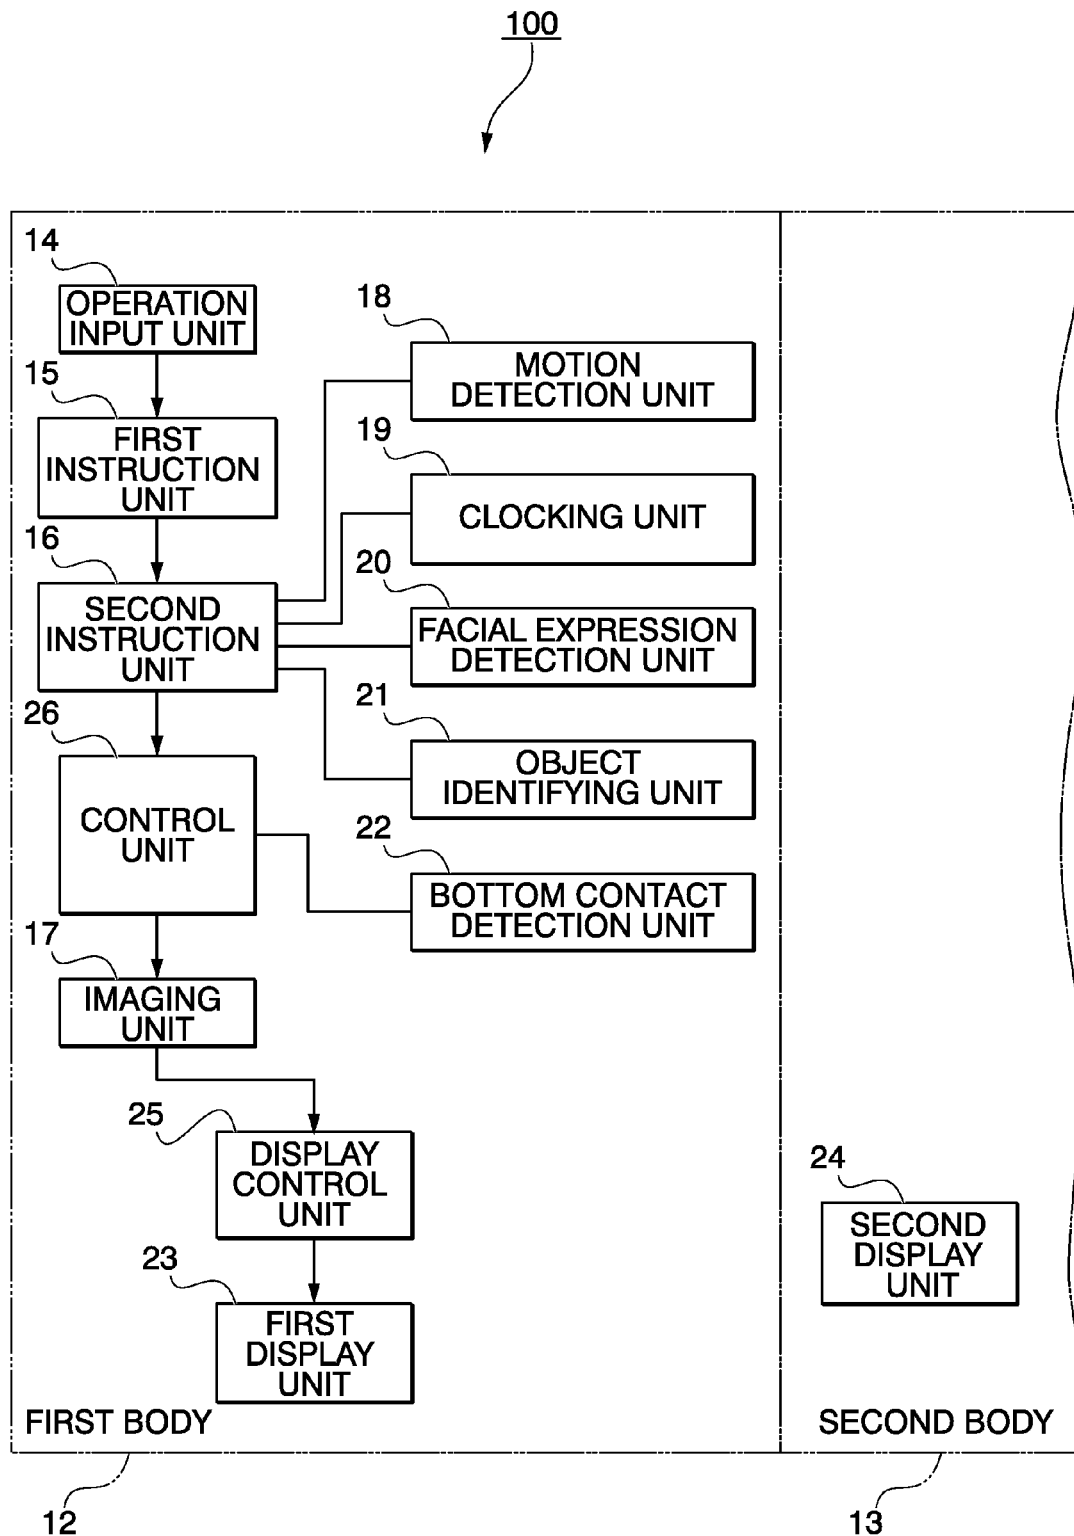 100
14
OPERATION
INPUT UNIT
15
FIRST
INSTRUCTION
UNIT
16
SECOND
INSTRUCTION
UNIT
26
CONTROL
UNIT
17
IMAGING
UNIT
25
DISPLAY
CONTROL
UNIT
23
FIRST
DISPLAY
UNIT
18
MOTION
DETECTION UNIT
19
CLOCKING UNIT
20
FACIAL EXPRESSION
DETECTION UNIT
21
OBJECT
IDENTIFYING UNIT
22
BOTTOM CONTACT
DETECTION UNIT
FIRST BODY
12
24
SECOND
DISPLAY
UNIT
SECOND BODY
13